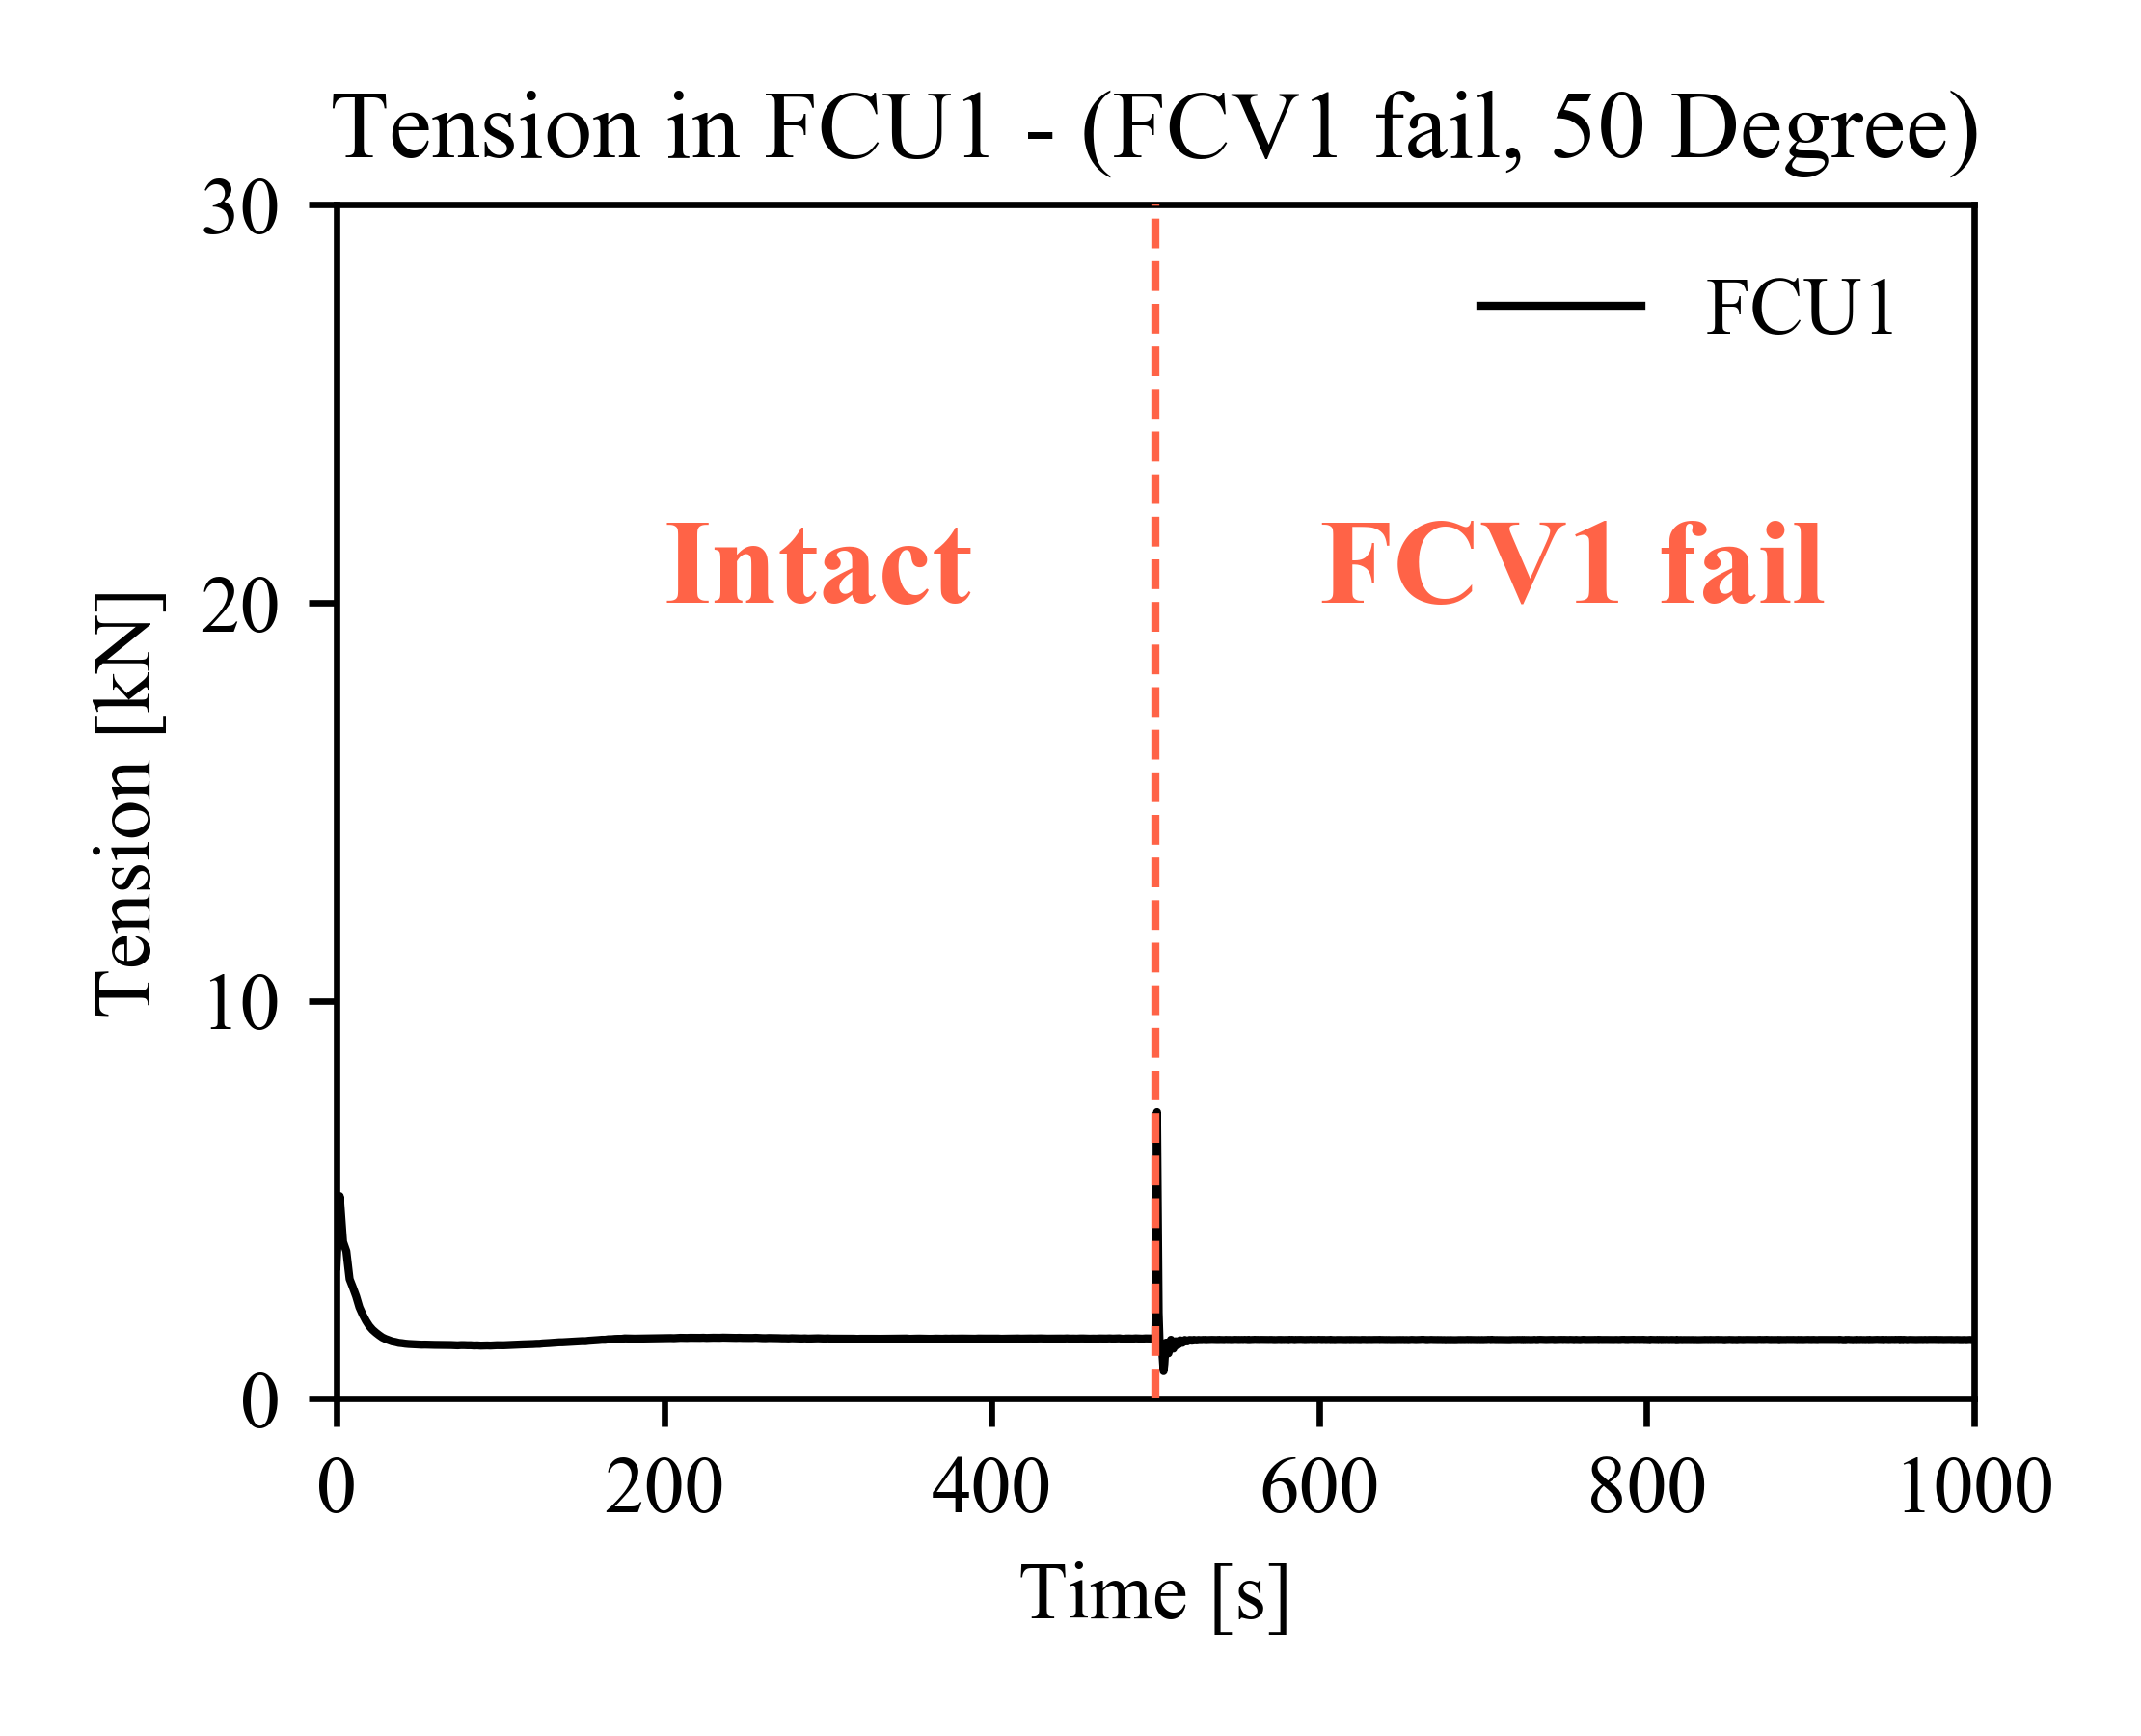 Tension in FCU1 - (FCV1 fail, 50 Degree)
30
FCU1
Intact
FCV1 fail
20
Tension [kN]
10
0
0 200 400 600 800 1000
Time [s]